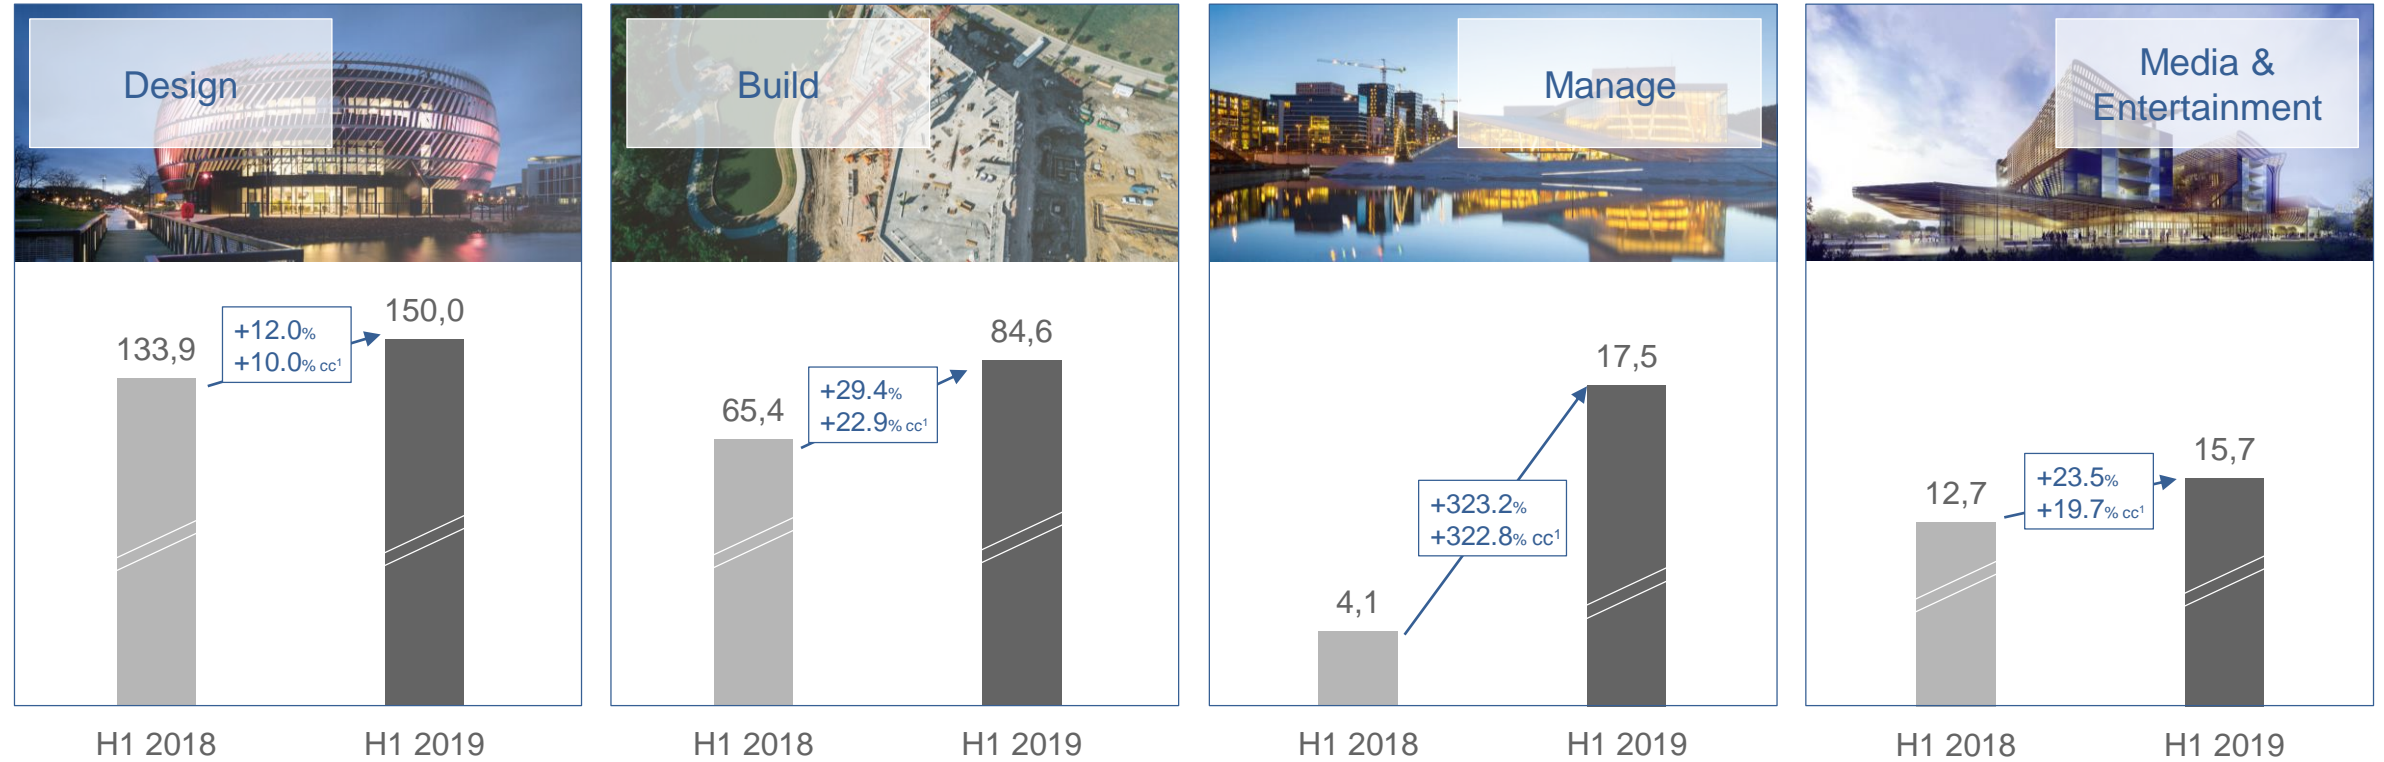 Design
133,9
+12.0%
+10.0% cc¹
150,0
H1 2018
H1 2019
Build
65,4
+29.4%
+22.9% cc¹
84,6
H1 2018
H1 2019
Manage
4,1
+323.2%
+322.8% cc¹
17,5
H1 2018
H1 2019
Media &
Entertainment
12,7
+23.5%
+19.7% cc¹
15,7
H1 2018
H1 2019